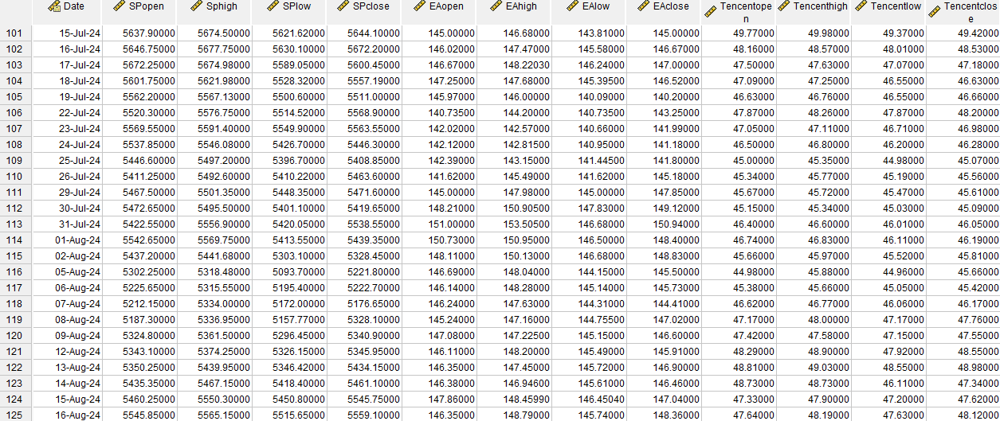 Date SPopen Sphigh SPlow SPclose EAopen EAhigh EAlow EAclose Tencentopen Tencenthigh Tencentlow Tencentclose
101 15-Jul-24 5637.90000 5674.50000 5621.62000 5644.10000 145.00000 146.68000 143.81000 145.00000 49.77000 49.98000 49.37000 49.42000
102 16-Jul-24 5646.75000 5677.75000 5630.10000 5672.20000 146.02000 147.47000 145.58000 146.67000 48.16000 48.57000 48.01000 48.53000
103 17-Jul-24 5672.25000 5674.98000 5589.05000 5600.45000 146.67000 148.22030 146.24000 147.00000 47.50000 47.63000 47.07000 47.18000
104 18-Jul-24 5601.75000 5621.98000 5528.32000 5557.19000 147.25000 147.68000 145.39500 146.52000 47.09000 47.25000 46.55000 46.63000
105 19-Jul-24 5562.20000 5567.13000 5500.60000 5511.00000 145.97000 146.00000 140.09000 140.20000 46.63000 46.76000 46.55000 46.66000
106 22-Jul-24 5520.30000 5576.75000 5514.52000 5568.90000 140.73500 144.20000 140.73500 143.25000 47.87000 48.26000 47.87000 48.20000
107 23-Jul-24 5569.55000 5591.40000 5549.90000 5563.55000 142.02000 142.57000 140.66000 141.99000 47.05000 47.11000 46.71000 46.98000
108 24-Jul-24 5537.85000 5546.08000 5426.70000 5446.30000 142.12000 142.81500 140.95000 141.18000 46.50000 46.80000 46.20000 46.28000
109 25-Jul-24 5446.60000 5497.20000 5396.70000 5408.85000 142.39000 143.15000 141.44500 141.80000 45.00000 45.35000 44.98000 45.07000
110 26-Jul-24 5411.25000 5492.60000 5410.22000 5463.60000 141.62000 145.49000 141.62000 145.18000 45.34000 45.77000 45.19000 45.56000
111 29-Jul-24 5467.50000 5501.35000 5448.35000 5471.60000 145.00000 147.98000 145.00000 147.85000 45.67000 45.72000 45.47000 45.61000
112 30-Jul-24 5472.65000 5495.50000 5401.10000 5419.65000 148.21000 150.90500 147.83000 149.12000 45.15000 45.34000 45.03000 45.09000
113 31-Jul-24 5422.55000 5556.90000 5420.05000 5538.55000 151.00000 153.50500 146.68000 150.94000 46.40000 46.60000 46.01000 46.05000
114 01-Aug-24 5542.65000 5569.75000 5413.55000 5439.35000 150.73000 150.95000 146.50000 148.40000 46.74000 46.83000 46.11000 46.19000
115 02-Aug-24 5437.20000 5441.68000 5303.10000 5328.45000 148.11000 150.13000 146.68000 148.83000 45.66000 45.97000 45.52000 45.81000
116 05-Aug-24 5302.25000 5318.48000 5093.70000 5221.80000 146.69000 148.04000 144.15000 145.50000 44.98000 45.88000 44.96000 45.66000
117 06-Aug-24 5225.65000 5315.55000 5195.40000 5222.70000 146.14000 148.28000 145.14000 145.73000 45.38000 45.66000 45.05000 45.42000
118 07-Aug-24 5212.15000 5334.00000 5172.00000 5176.65000 146.24000 147.63000 144.31000 144.41000 46.62000 46.77000 46.06000 46.17000
119 08-Aug-24 5187.30000 5336.95000 5157.77000 5328.10000 145.24000 147.16000 144.75500 147.02000 47.17000 48.00000 47.17000 47.76000
120 09-Aug-24 5324.80000 5361.50000 5296.45000 5340.90000 147.08000 147.22500 145.15000 146.60000 47.42000 47.58000 47.15000 47.55000
121 12-Aug-24 5343.10000 5374.25000 5326.15000 5345.95000 146.11000 148.20000 145.49000 145.91000 48.29000 48.90000 47.92000 48.55000
122 13-Aug-24 5350.25000 5439.95000 5346.42000 5434.15000 146.35000 147.45000 145.72000 146.90000 48.81000 49.03000 48.55000 48.98000
123 14-Aug-24 5435.35000 5467.15000 5418.40000 5461.10000 146.38000 146.94600 145.61000 146.46000 48.73000 48.73000 46.11000 47.34000
124 15-Aug-24 5460.25000 5550.30000 5450.80000 5545.75000 147.86000 148.45990 146.45040 147.04000 47.33000 47.90000 47.20000 47.62000
125 16-Aug-24 5545.85000 5565.15000 5515.65000 5559.10000 146.35000 148.79000 145.74000 148.36000 47.64000 48.19000 47.63000 48.12000